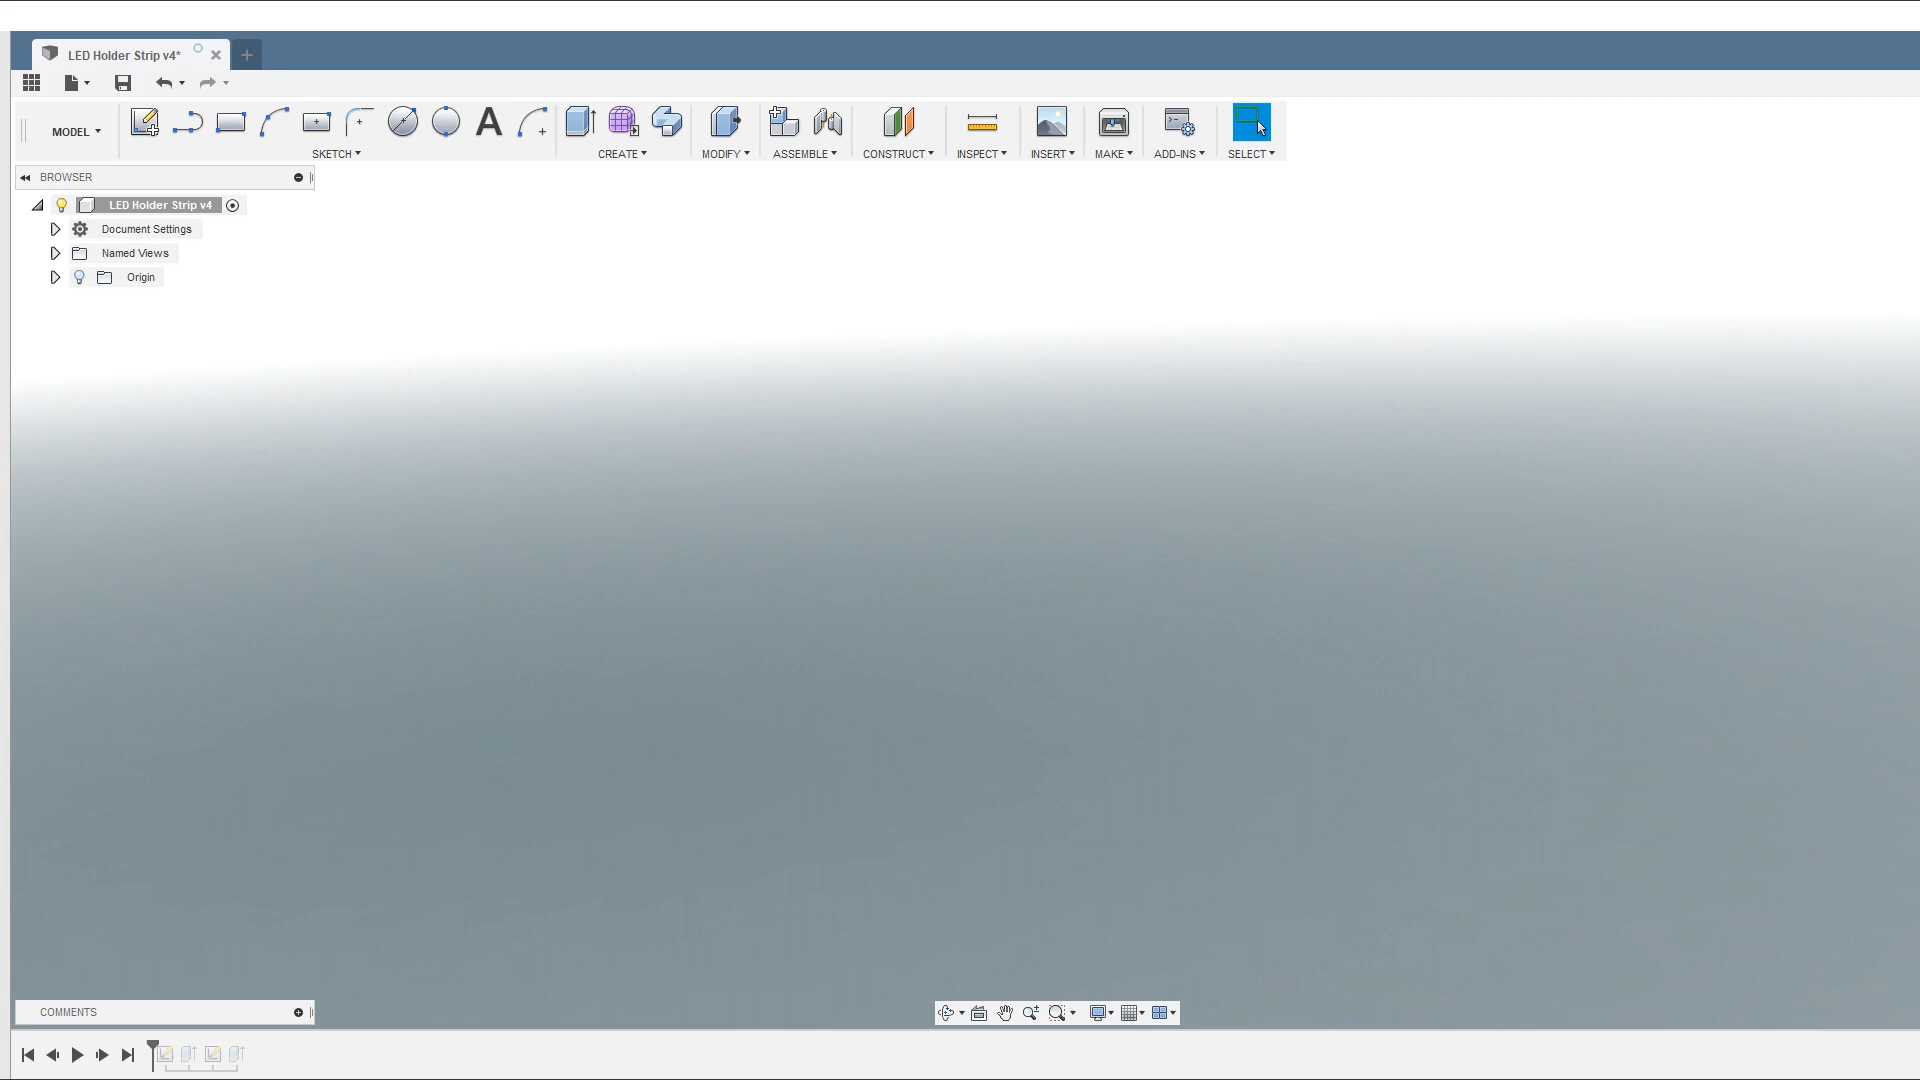 LED Holder Strip v4*
MODEL
SKETCH
CREATE
MODIFY
ASSEMBLE
CONSTRUCT
INSPECT
INSERT
MAKE
ADD-INS
SELECT
BROWSER
LED Holder Strip v4
Document Settings
Named Views
Origin
COMMENTS